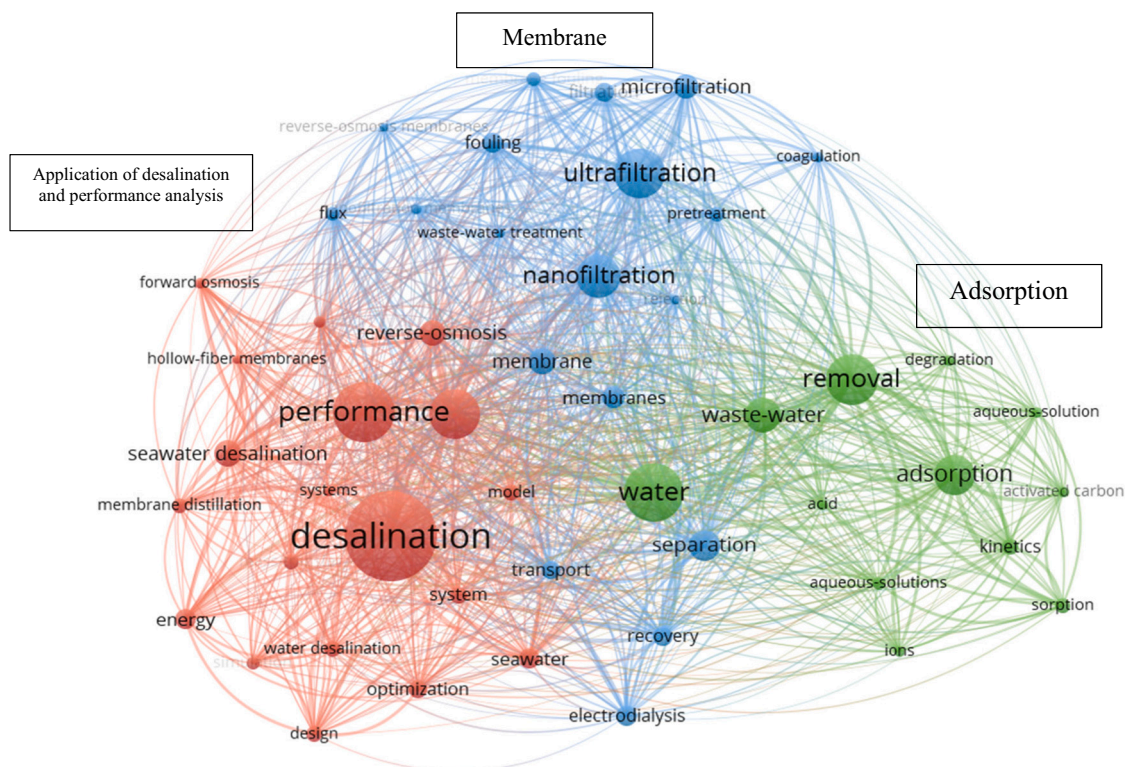 Membrane
filtration
microfiltration
reverse-osmosis membranes
fouling
coagulation
Application of desalination
and performance analysis
ultrafiltration
flux
pretreatment
waste-water treatment
forward osmosis
nanofiltration
Adsorption
rejection
reverse-osmosis
hollow-fiber membranes
membrane
degradation
removal
membranes
performance
waste-water
aqueous-solution
seawater desalination
adsorption
systems
model
water
activated carbon
membrane distillation
acid
desalination
separation
kinetics
transport
aqueous-solutions
system
sorption
energy
recovery
water desalination
seawater
ions
optimization
electrodialysis
design